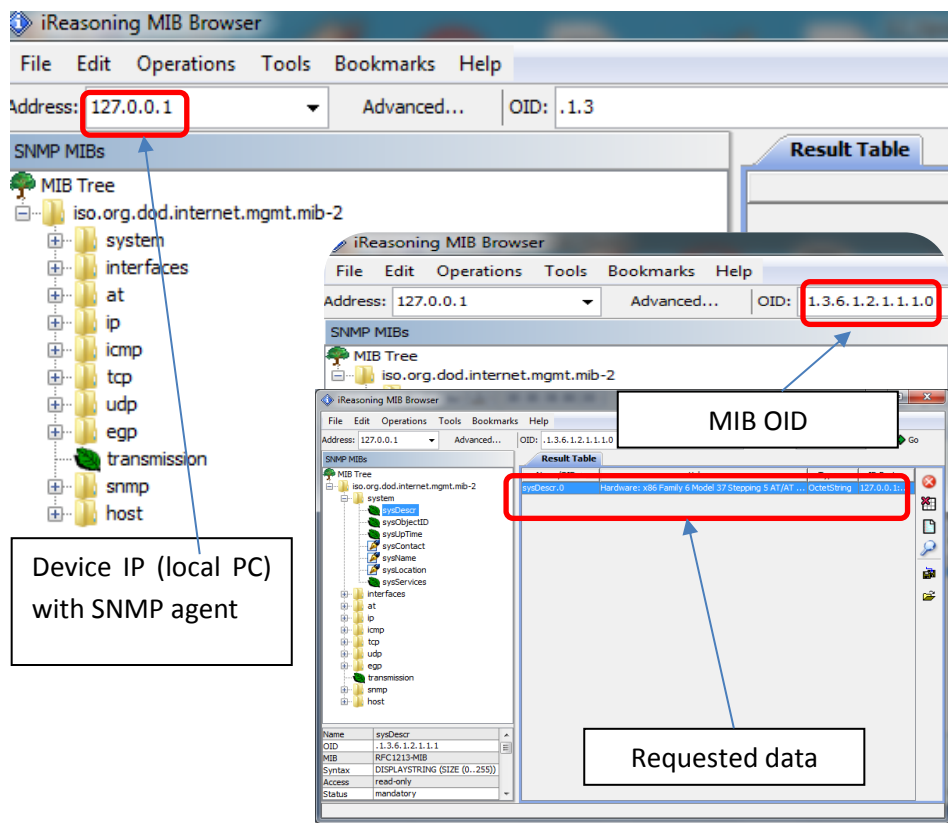 iReasoning MIB Browser
File Edit Operations Tools Bookmarks Help
Address: 127.0.0.1 Advanced... OID: .1.3
SNMP MIBs
Result Table
MIB Tree
iso.org.dod.internet.mgmt.mib-2
system
interfaces
at
ip
icmp
tcp
udp
egp
transmission
snmp
host
Device IP (local PC)
with SNMP agent
iReasoning MIB Browser
File Edit Operations Tools Bookmarks Help
Address: 127.0.0.1 Advanced... OID: 1.3.6.1.2.1.1.1.0
SNMP MIBs
MIB Tree
iso.org.dod.internet.mgmt.mib-2
MIB OID
iReasoning MIB Browser
File Edit Operations Tools Bookmarks Help
Address: 127.0.0.1 Advanced... OID: .1.3.6.1.2.1.1.1.0 Go
SNMP MIBs
Result Table
MIB Tree
iso.org.dod.internet.mgmt.mib-2
system
sysDescr
sysObjectID
sysUpTime
sysContact
sysName
sysLocation
sysServices
interfaces
at
ip
icmp
tcp
udp
egp
transmission
snmp
host
sysDescr.0 Hardware: x86 Family 6 Model 37 Stepping 5 AT/AT ... OctetString 127.0.0.1:...
Requested data
Name sysDescr
OID .1.3.6.1.2.1.1.1
MIB RFC1213-MIB
Syntax DISPLAYSTRING (SIZE (0..255))
Access read-only
Status mandatory